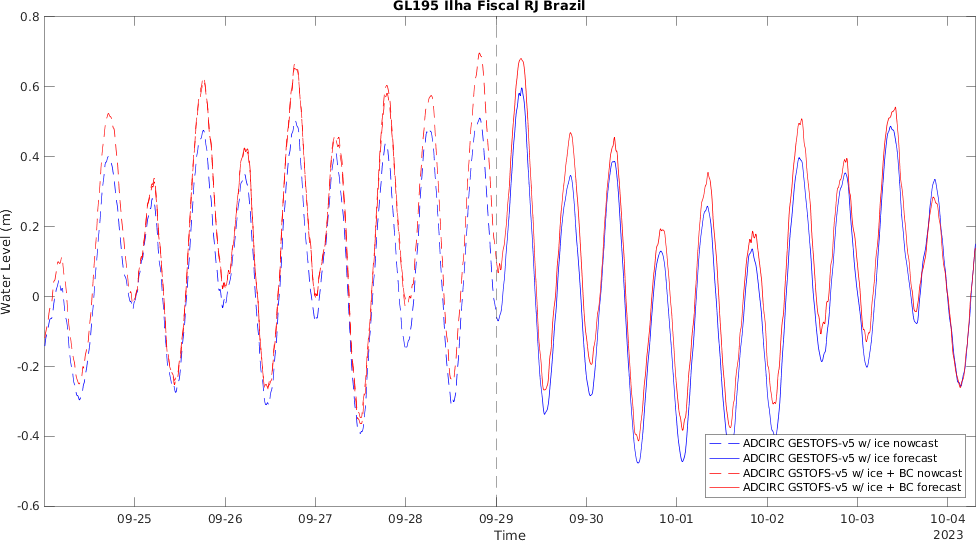 GL195 Ilha Fiscal RJ Brazil
0.8
0.6
0.4
0.2
0
-0.2
-0.4
-0.6
Water Level (m)
ADCIRC GESTOFS-v5 w/ ice nowcast
ADCIRC GESTOFS-v5 w/ ice forecast
ADCIRC GSTOFS-v5 w/ ice + BC nowcast
ADCIRC GSTOFS-v5 w/ ice + BC forecast
09-25 09-26 09-27 09-28 09-29 09-30 10-01 10-02 10-03 10-04
Time 2023